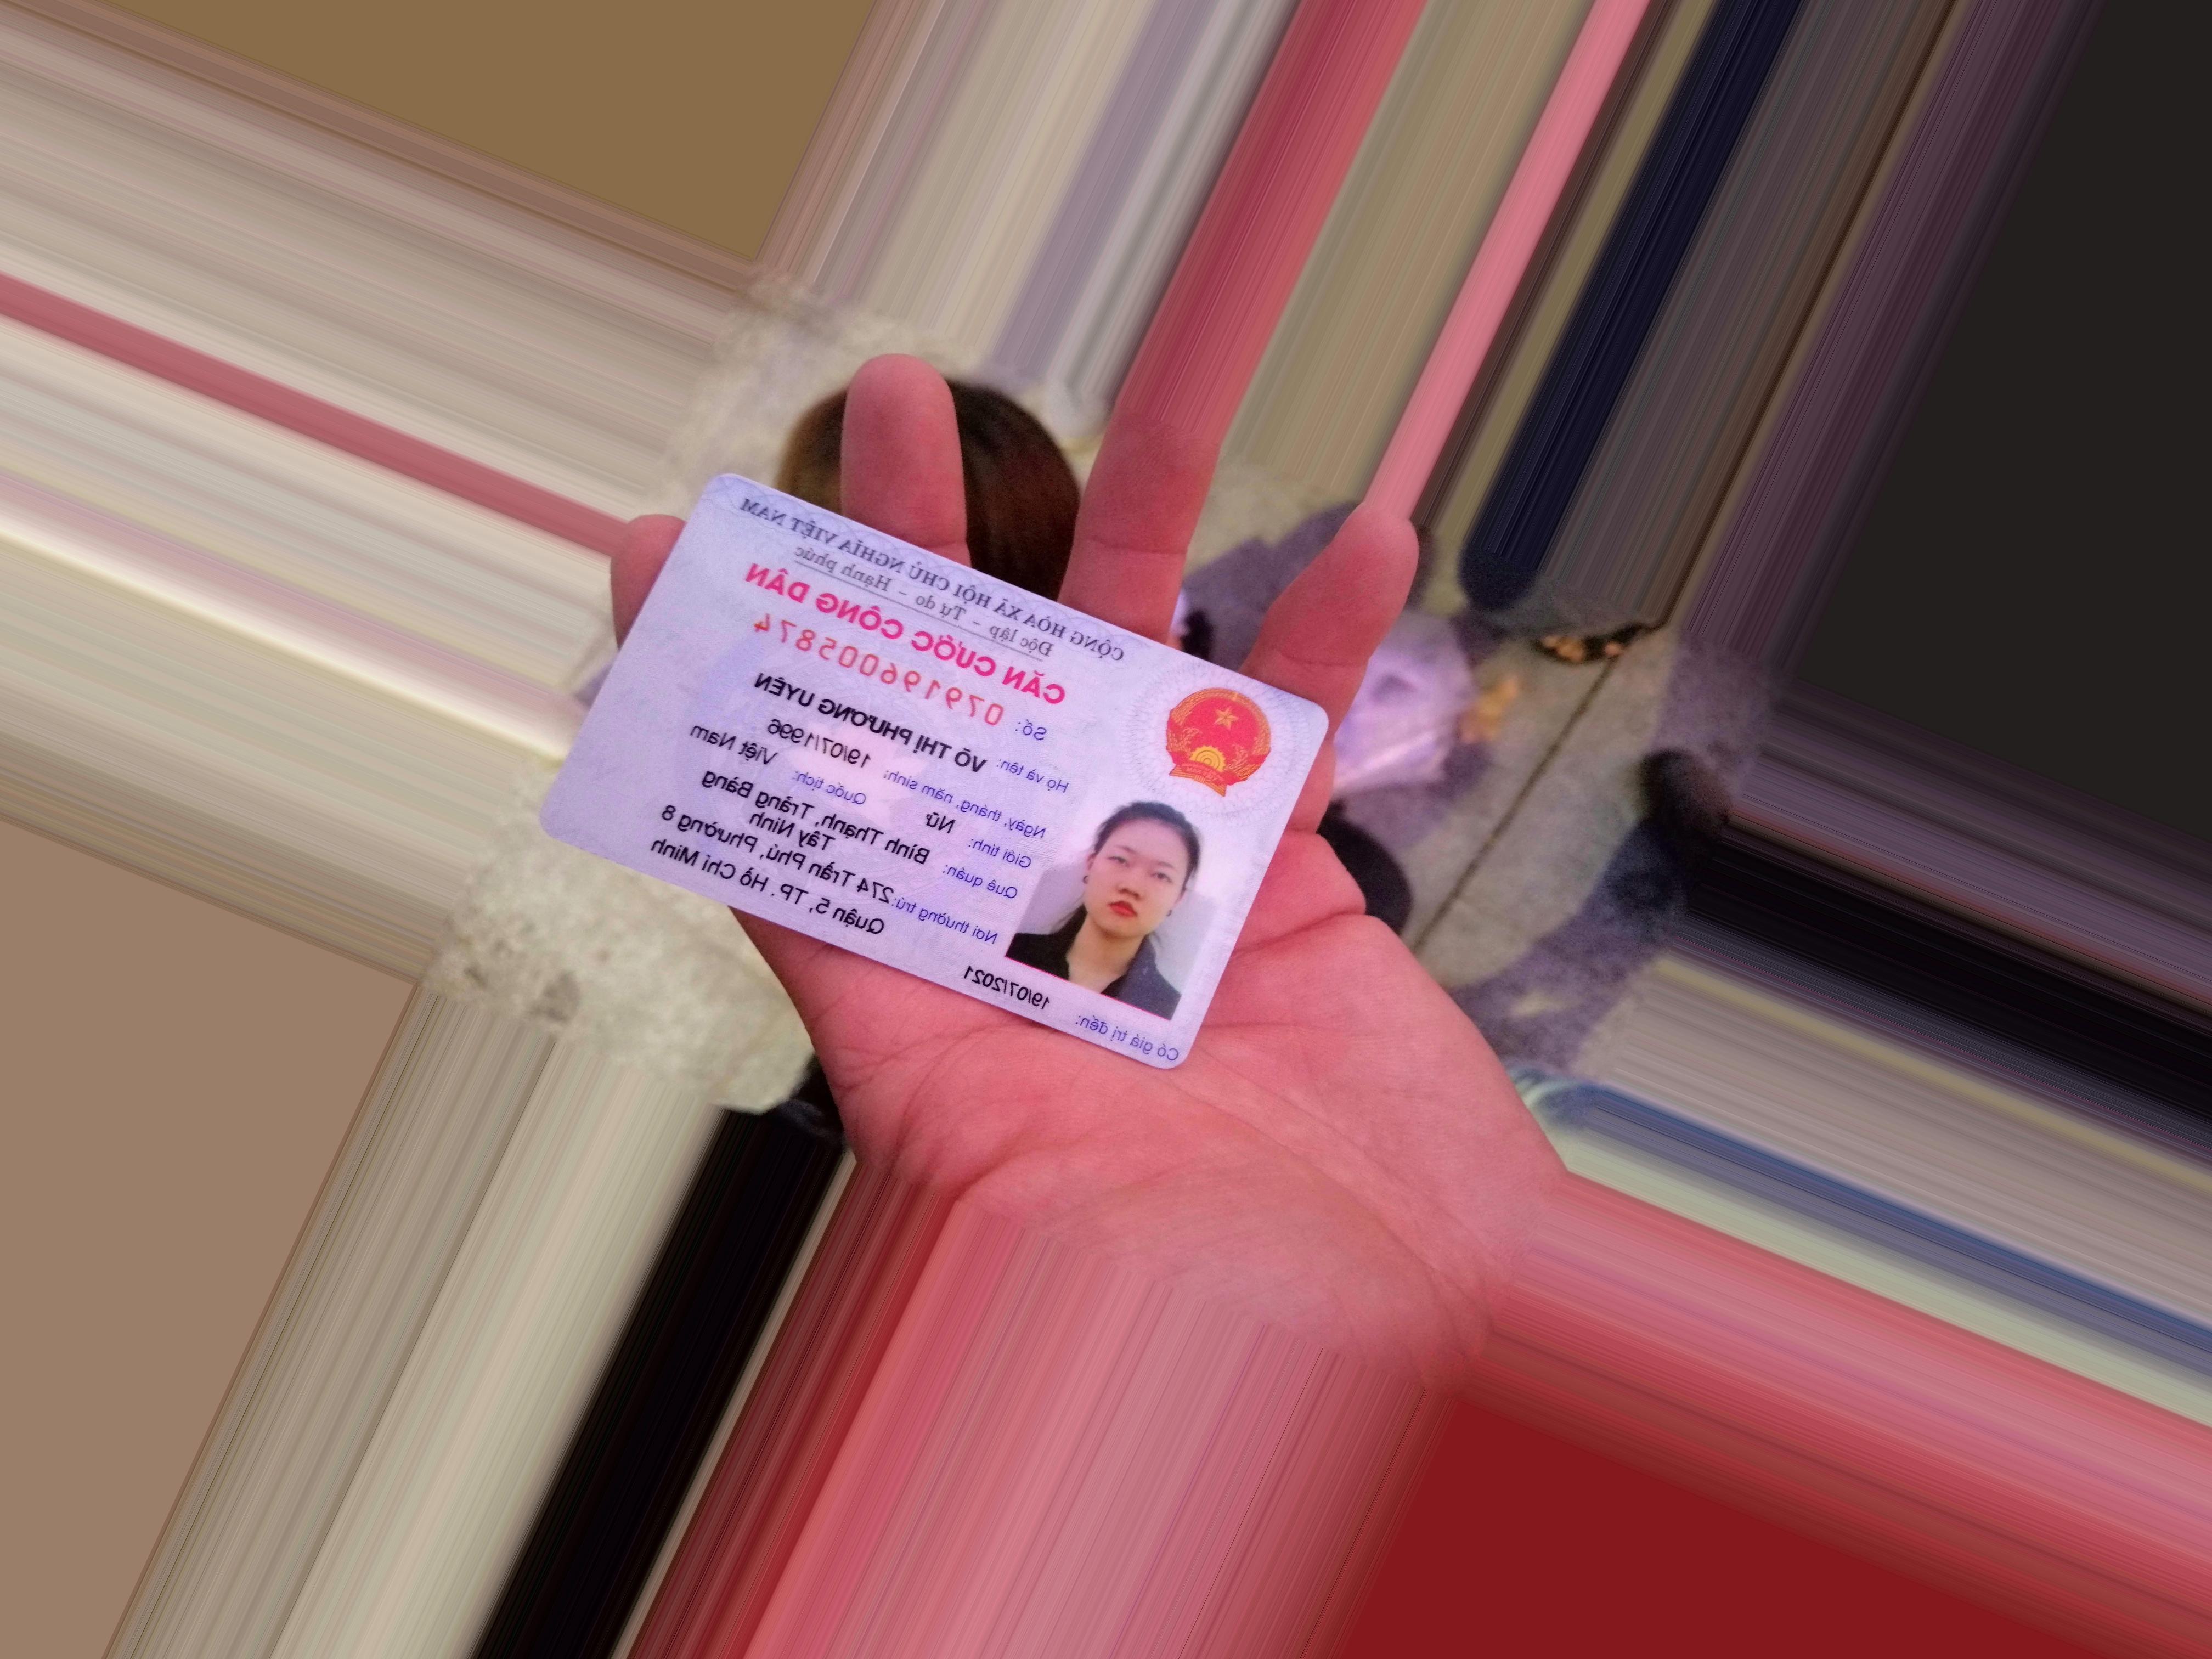 CỘNG HÒA XÃ HỘI CHỦ NGHĨA VIỆT NAM
Độc lập - Tự do - Hạnh phúc
CĂN CƯỚC CÔNG DÂN
Số: 079196005874
Họ và tên: VÕ THỊ PHƯƠNG UYÊN
Ngày, tháng, năm sinh: 19/07/1996
Giới tính: Nữ Quốc tịch: Việt Nam
Quê quán: Bình Thạnh, Trảng Bàng
Tây Ninh
Nơi thường trú: 274 Trần Phú, Phường 8
Quận 5, TP. Hồ Chí Minh
Có giá trị đến: 19/07/2021